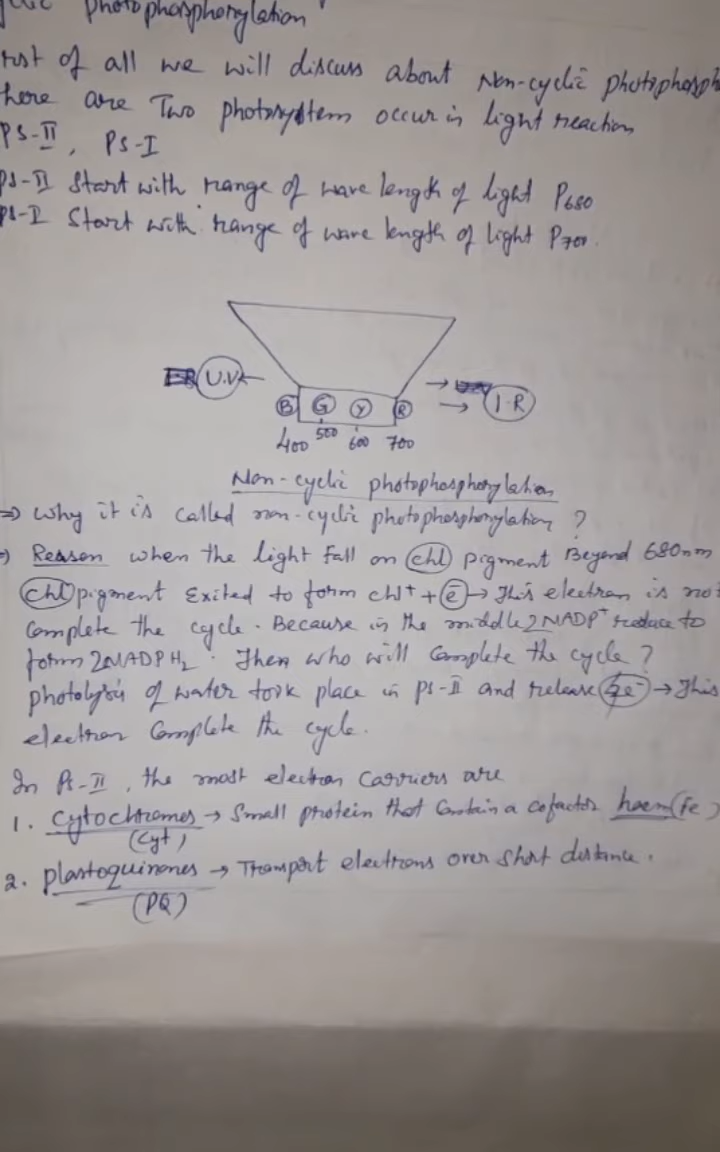 photophosphorylation
of all we will discuss about Non-cyclic photophosph
here are Two photosystem occur in light reaction
PS-II, PS-I
PS-II Start with range of wave length of light P680
PS-I Start with range of wave length of light P700.
U.V
I-R
B G Y R
400 500 600 700
Non-cyclic photophosphorylation
⇒ Why it is called non-cyclic photophosphorylation ?
⇒ Reason when the light fall on chl pigment Beyond 680nm
chl pigment Exited to form chl+ + e- → This electron is not
Complete the cycle. Because in the middle 2NADP+ reduce to
form 2NADPH2. Then who will Complete the cycle?
photolysis of water took place in PS-II and release e- → This
electron Complete the cycle.
In PS-II, the most electron Carriers are
1. Cytochromes → Small protein that Contain a cofactor haem (Fe)
(Cyt)
2. plastoquinones → Transport electrons over short distance.
(PQ)